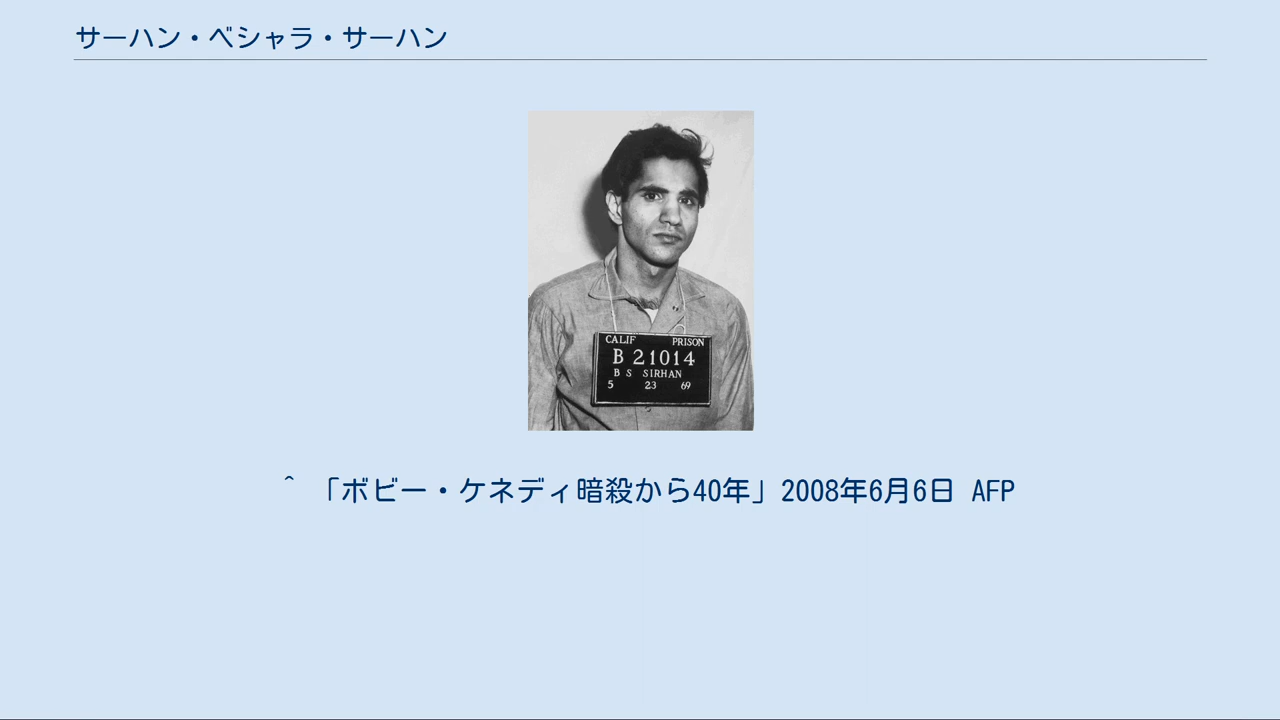 サーハン・ベシャラ・サーハン
CALIF PRISON
B 21014
B S SIRHAN
5 23 69
^ 「ボビー・ケネディ暗殺から40年」2008年6月6日 AFP